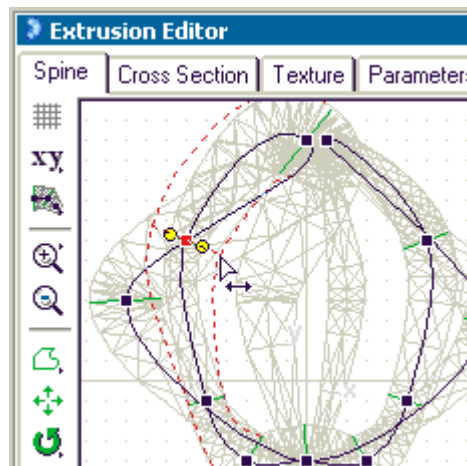 Extrusion Editor
Spine Cross Section Texture Parameters
xy
Y
X